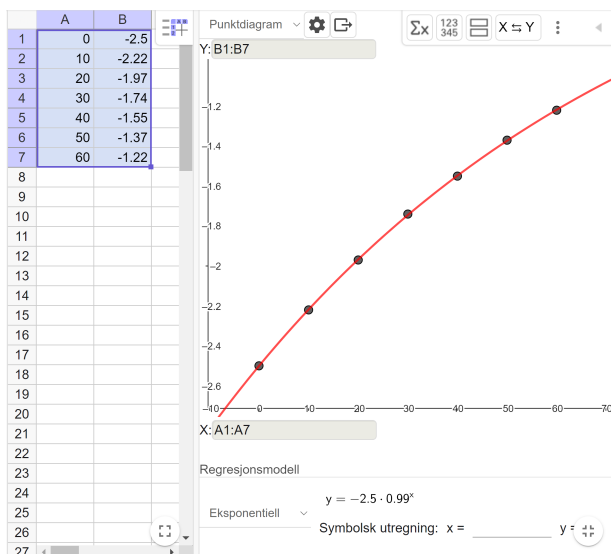 A B
1 0 -2.5
2 10 -2.22
3 20 -1.97
4 30 -1.74
5 40 -1.55
6 50 -1.37
7 60 -1.22
8
9
10
11
12
13
14
15
16
17
18
19
20
21
22
23
24
25
26
27
Punktdiagram
Σx 123 345 X ⇆ Y
Y: B1:B7
−1.2
−1.4
−1.6
−1.8
−2
−2.2
−2.4
−2.6
−10 0 10 20 30 40 50 60 70
X: A1:A7
Regresjonsmodell
Eksponentiell
y = −2.5 · 0.99ˣ
Symbolsk utregning: x = y =